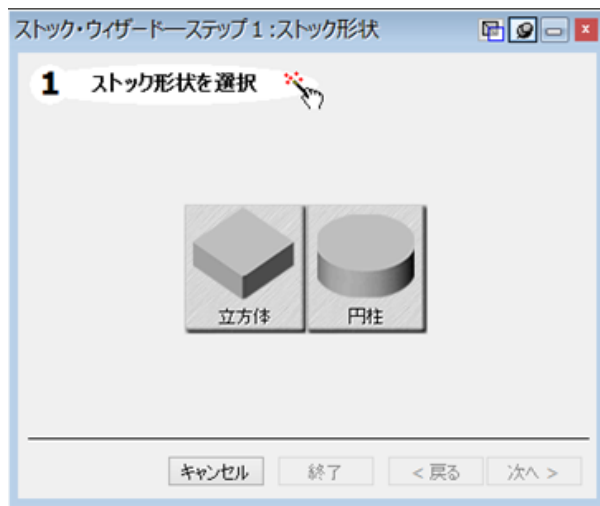 ストック・ウィザード──ステップ1:ストック形状
1 ストック形状を選択
立方体 円柱
キャンセル 終了 < 戻る 次へ >